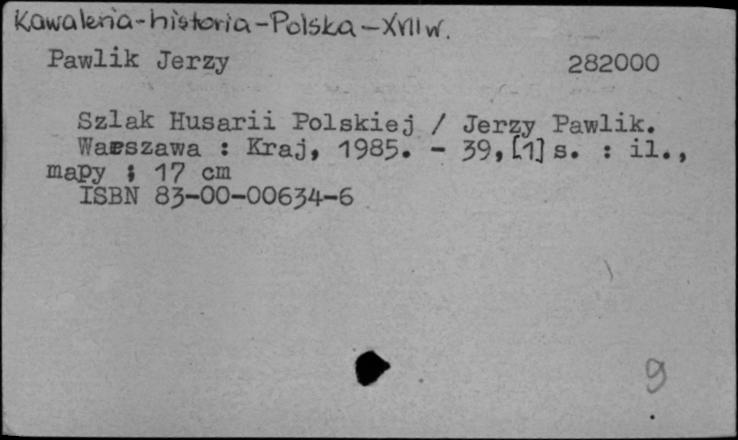 Kawaleria-historia-Polska-XVII w.
Pawlik Jerzy 282000
Szlak Husarii Polskiej / Jerzy Pawlik.
Warszawa : Kraj, 1985. - 39,[1] s. : il.,
mapy ; 17 cm
ISBN 83-00-00634-6
9